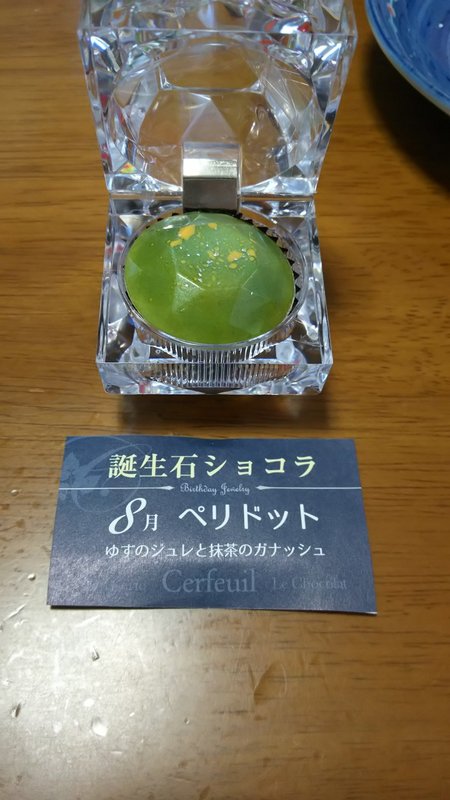 誕生石ショコラ
Birthday Jewelry
8月 ペリドット
ゆずのジュレと抹茶のガナッシュ
Cerfeuil Le Chocolat